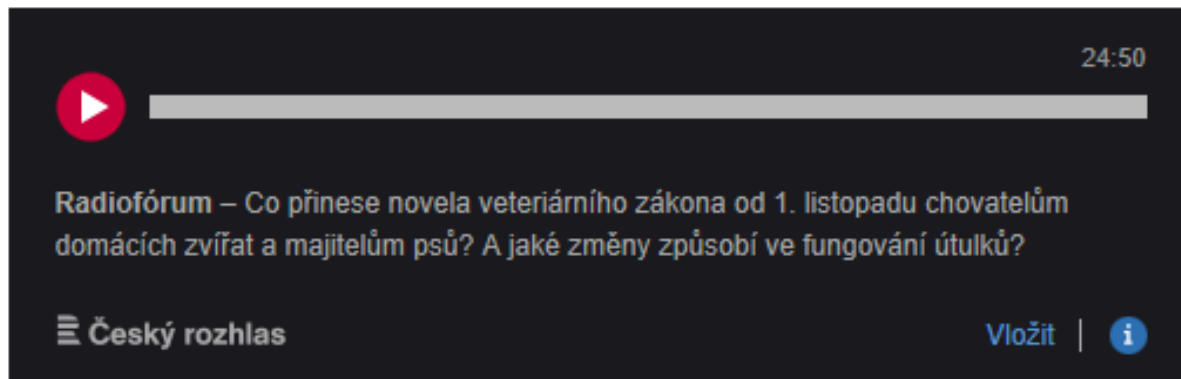 24:50
Radiofórum – Co přinese novela veteriárního zákona od 1. listopadu chovatelům
domácích zvířat a majitelům psů? A jaké změny způsobí ve fungování útulků?
Český rozhlas
Vložit | i